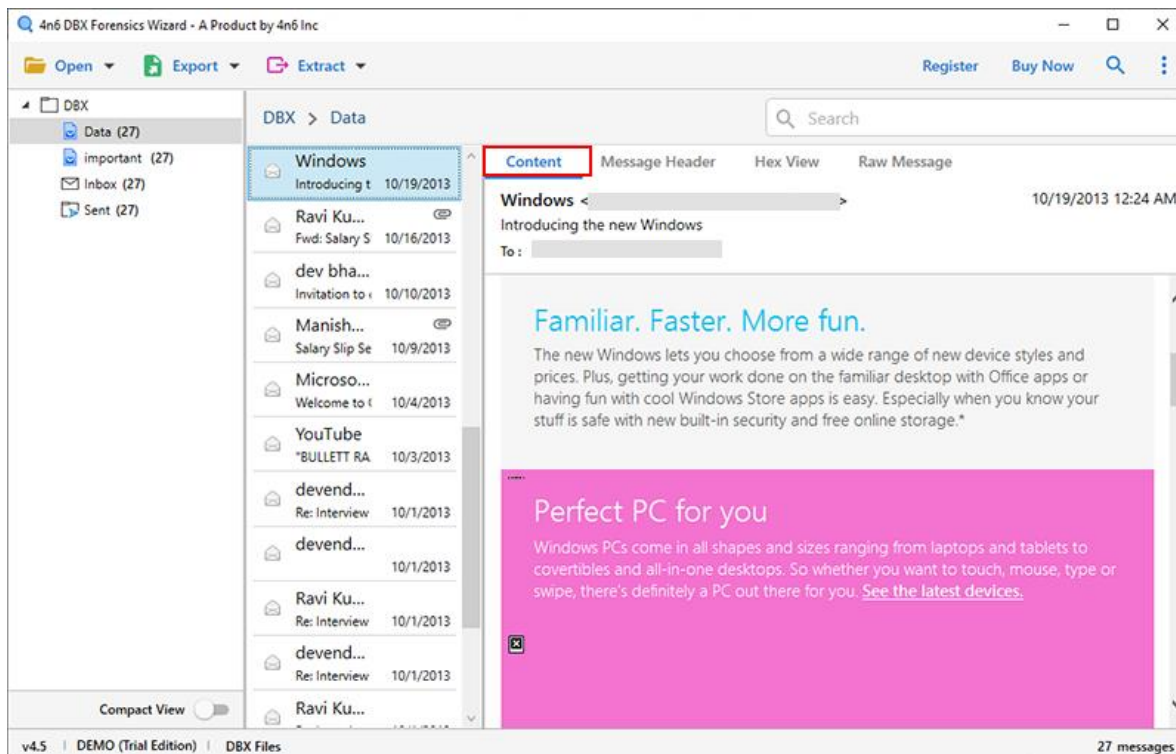 4n6 DBX Forensics Wizard - A Product by 4n6 Inc
Open Export Extract Register Buy Now
DBX
Data (27)
important (27)
Inbox (27)
Sent (27)
Compact View
DBX > Data
Search
Windows
Introducing t 10/19/2013
Ravi Ku...
Fwd: Salary S 10/16/2013
dev bha...
Invitation to 10/10/2013
Manish...
Salary Slip Se 10/9/2013
Microso...
Welcome to 10/4/2013
YouTube
"BULLETT RA 10/3/2013
devend...
Re: Interview 10/1/2013
devend...
10/1/2013
Ravi Ku...
Re: Interview 10/1/2013
devend...
Re: Interview 10/1/2013
Ravi Ku...
Content Message Header Hex View Raw Message
Windows < > 10/19/2013 12:24 AM
Introducing the new Windows
To :
Familiar. Faster. More fun.
The new Windows lets you choose from a wide range of new device styles and
prices. Plus, getting your work done on the familiar desktop with Office apps or
having fun with cool Windows Store apps is easy. Especially when you know your
stuff is safe with new built-in security and free online storage.*
Perfect PC for you
Windows PCs come in all shapes and sizes ranging from laptops and tablets to
covertibles and all-in-one desktops. So whether you want to touch, mouse, type or
swipe, there's definitely a PC out there for you. See the latest devices.
v4.5 | DEMO (Trial Edition) | DBX Files 27 messages